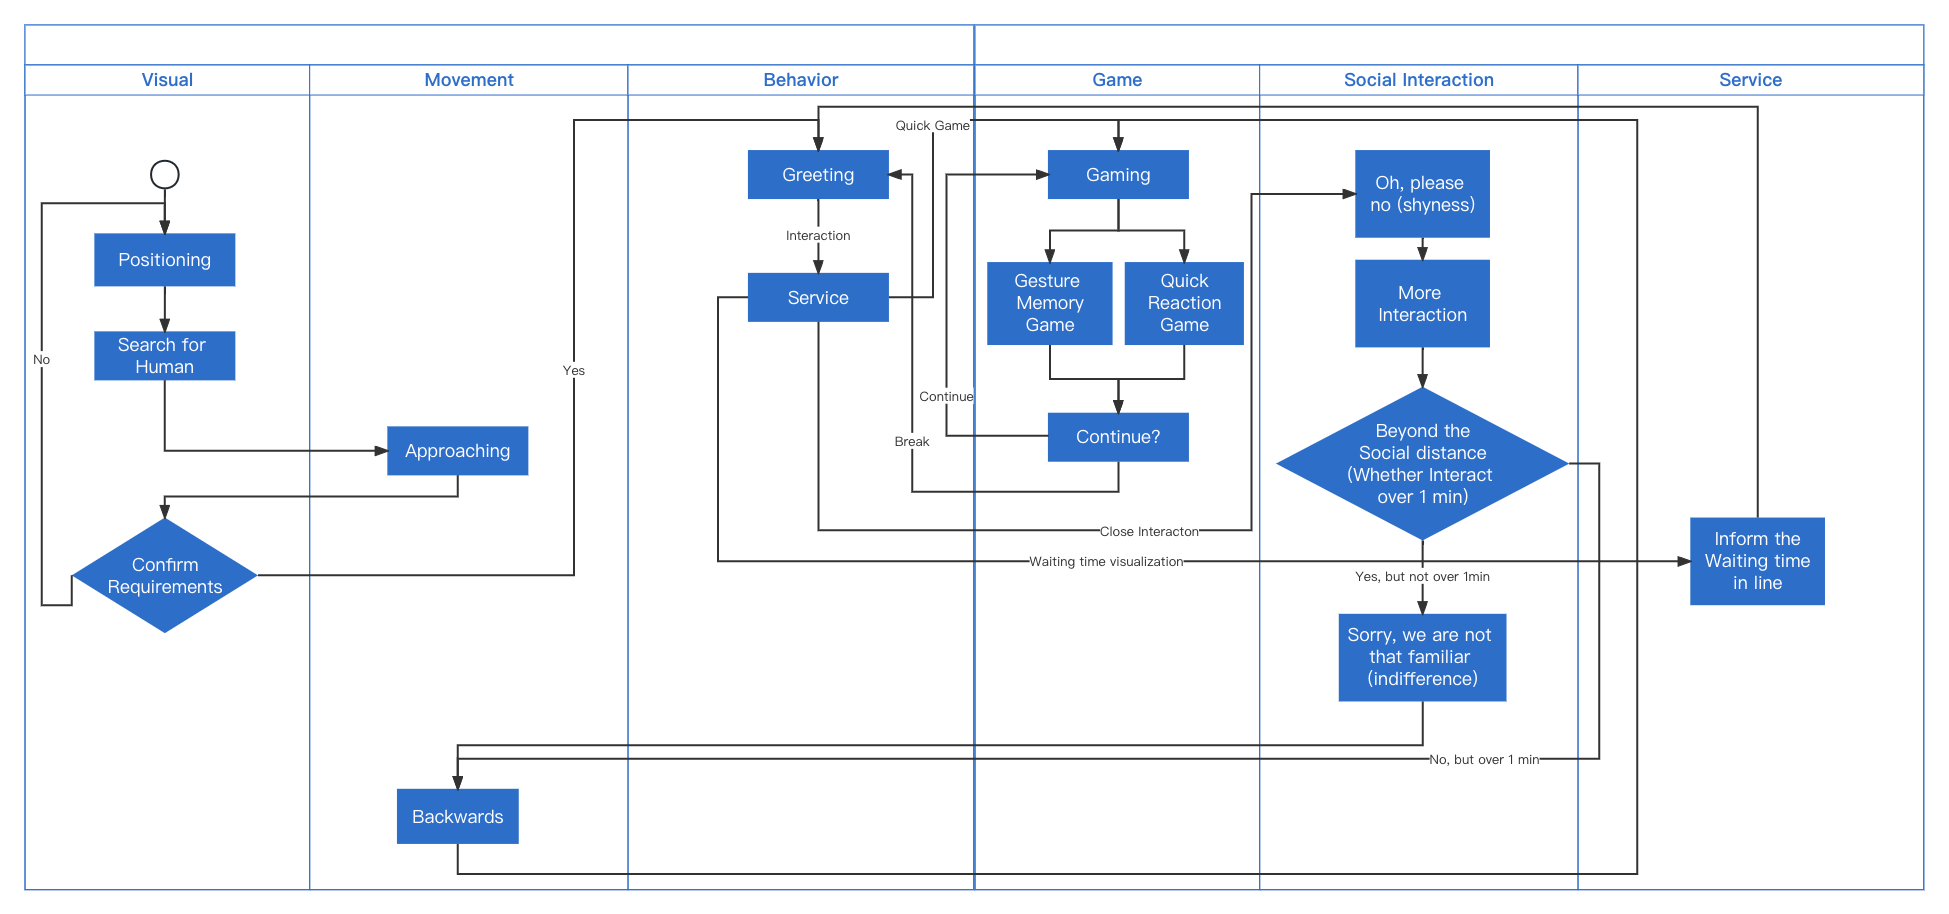 Visual
Movement
Behavior
Game
Social Interaction
Service
Quick Game
Greeting
Gaming
Oh, please
no (shyness)
Interaction
Positioning
Service
Gesture
Memory
Game
Quick
Reaction
Game
More
Interaction
No
Search for
Human
Yes
Continue
Approaching
Break
Continue?
Beyond the
Social distance
(Whether Interact
over 1 min)
Close Interacton
Confirm
Requirements
Waiting time visualization
Yes, but not over 1min
Inform the
Waiting time
in line
Sorry, we are not
that familiar
(indifference)
No, but over 1 min
Backwards